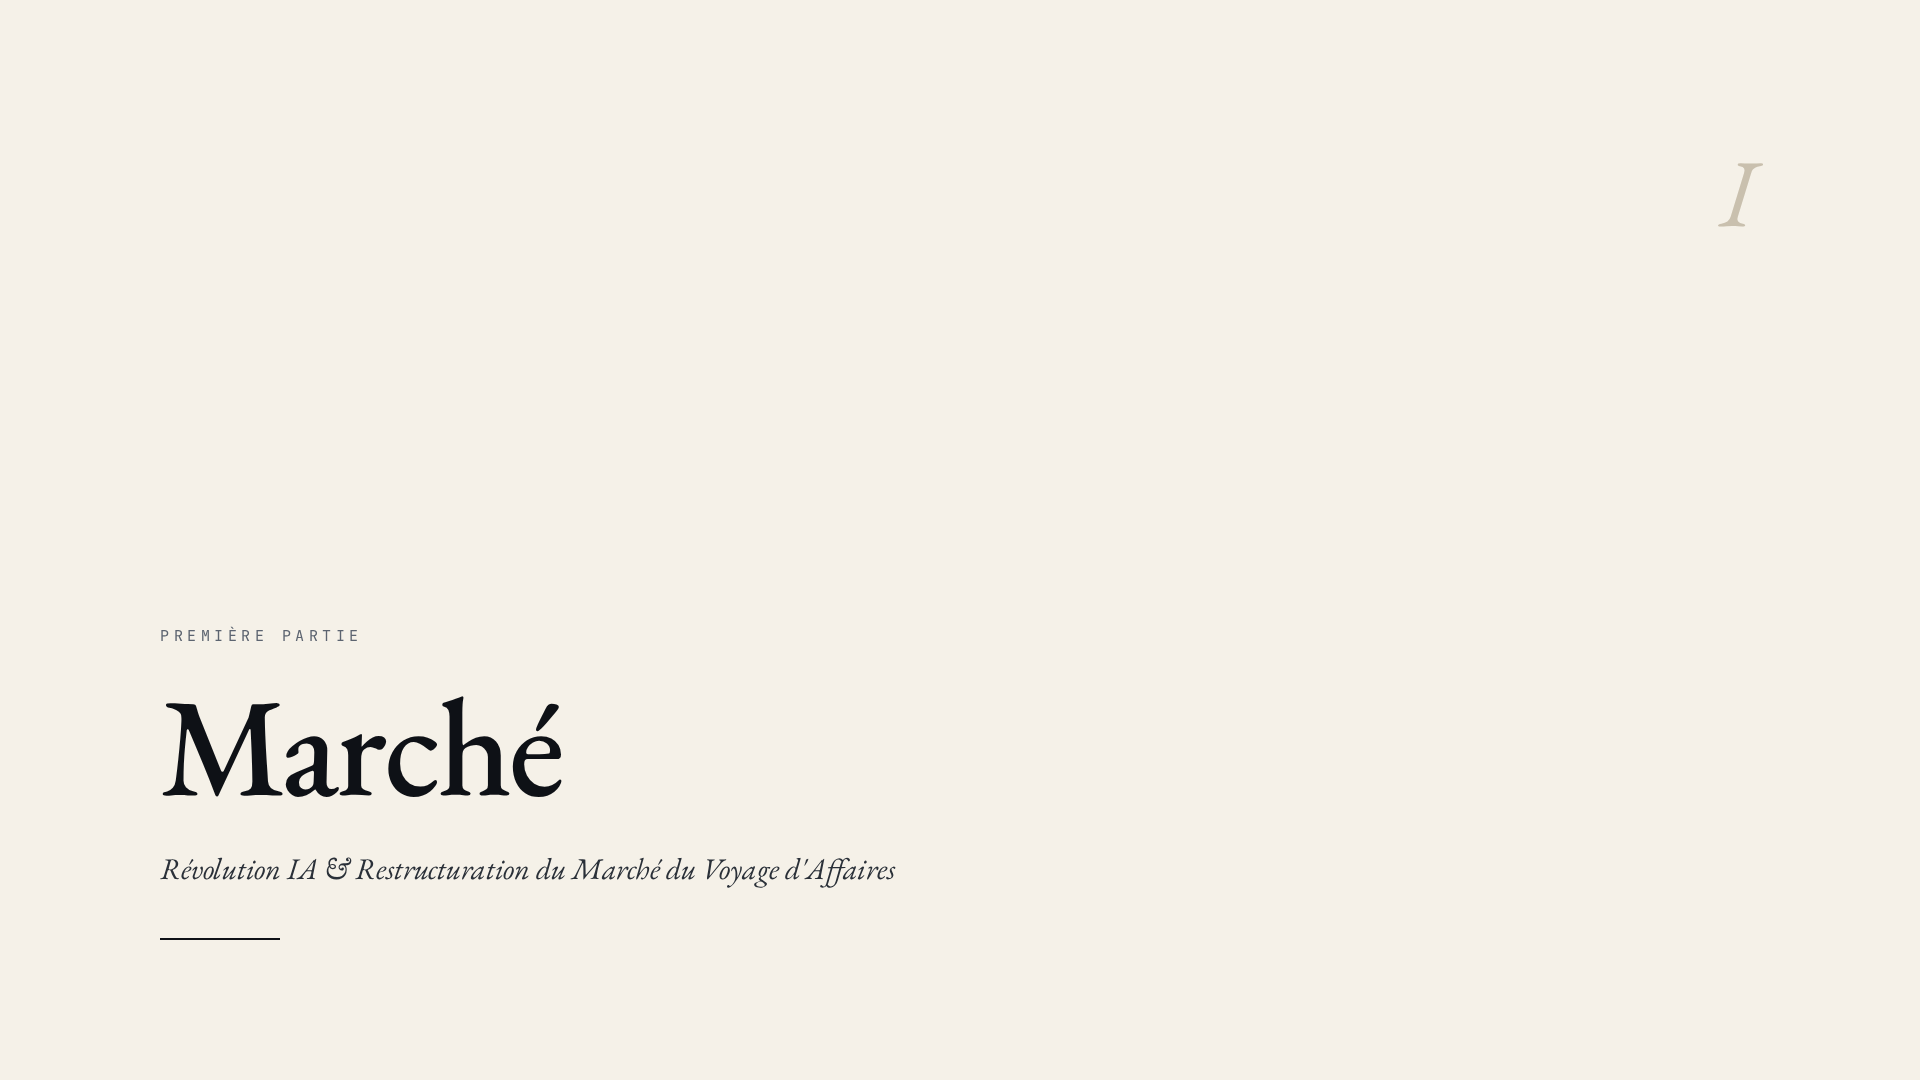 I
PREMIÈRE PARTIE
Marché
Révolution IA & Restructuration du Marché du Voyage d'Affaires